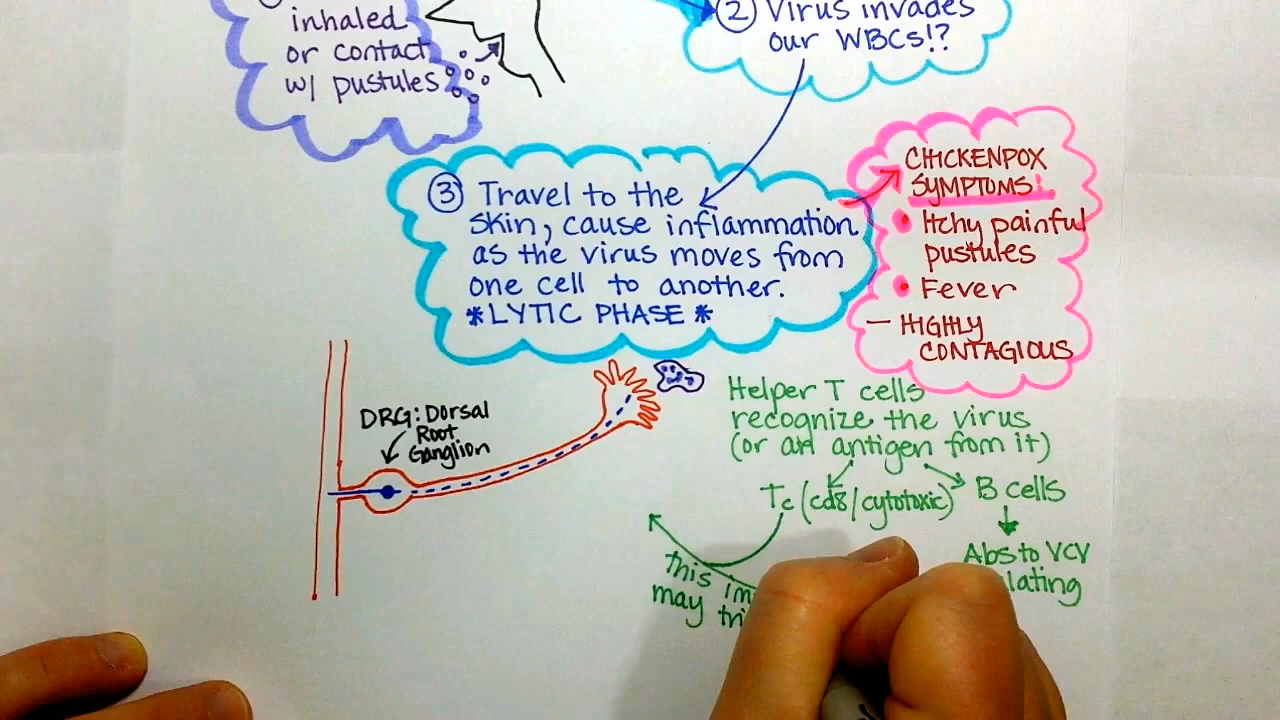 inhaled
or contact
w/ pustules
② Virus invades
our WBCs!?
③ Travel to the
skin, cause inflammation
as the virus moves from
one cell to another.
*LYTIC PHASE*
CHICKENPOX
SYMPTOMS!
• Itchy painful
pustules
• Fever
— HIGHLY
CONTAGIOUS
DRG: Dorsal
Root
Ganglion
Helper T cells
recognize the virus
(or an antigen from it)
Tc (cd8/cytotoxic)
B cells
Abs to VCV
this
may